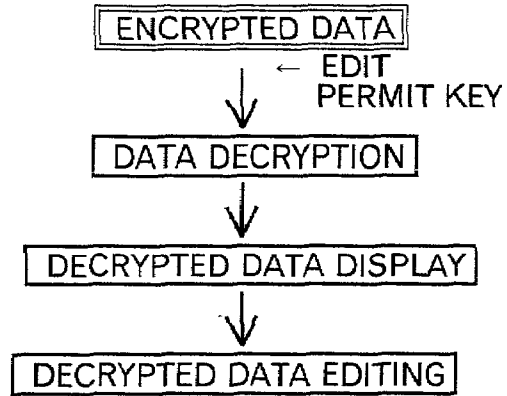 ENCRYPTED DATA
← EDIT
PERMIT KEY
DATA DECRYPTION
DECRYPTED DATA DISPLAY
DECRYPTED DATA EDITING